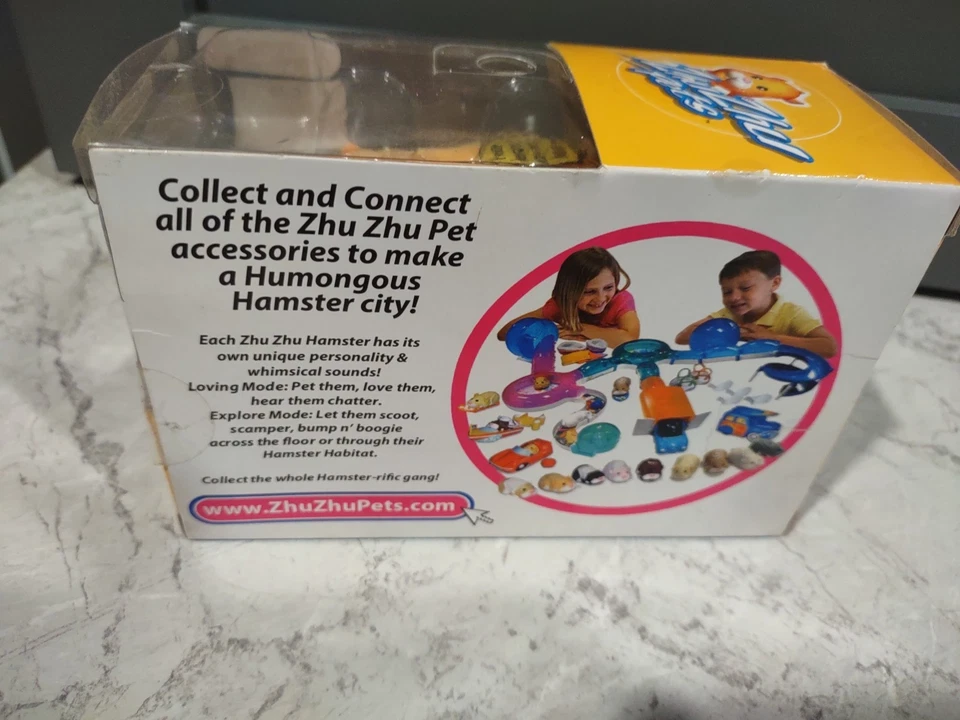 Zhu Zhu
Pets
Collect and Connect
all of the Zhu Zhu Pet
accessories to make
a Humongous
Hamster city!
Each Zhu Zhu Hamster has its
own unique personality &
whimsical sounds!
Loving Mode: Pet them, love them,
hear them chatter.
Explore Mode: Let them scoot,
scamper, bump n' boogie
across the floor or through their
Hamster Habitat.
Collect the whole Hamster-rific gang!
www.ZhuZhuPets.com